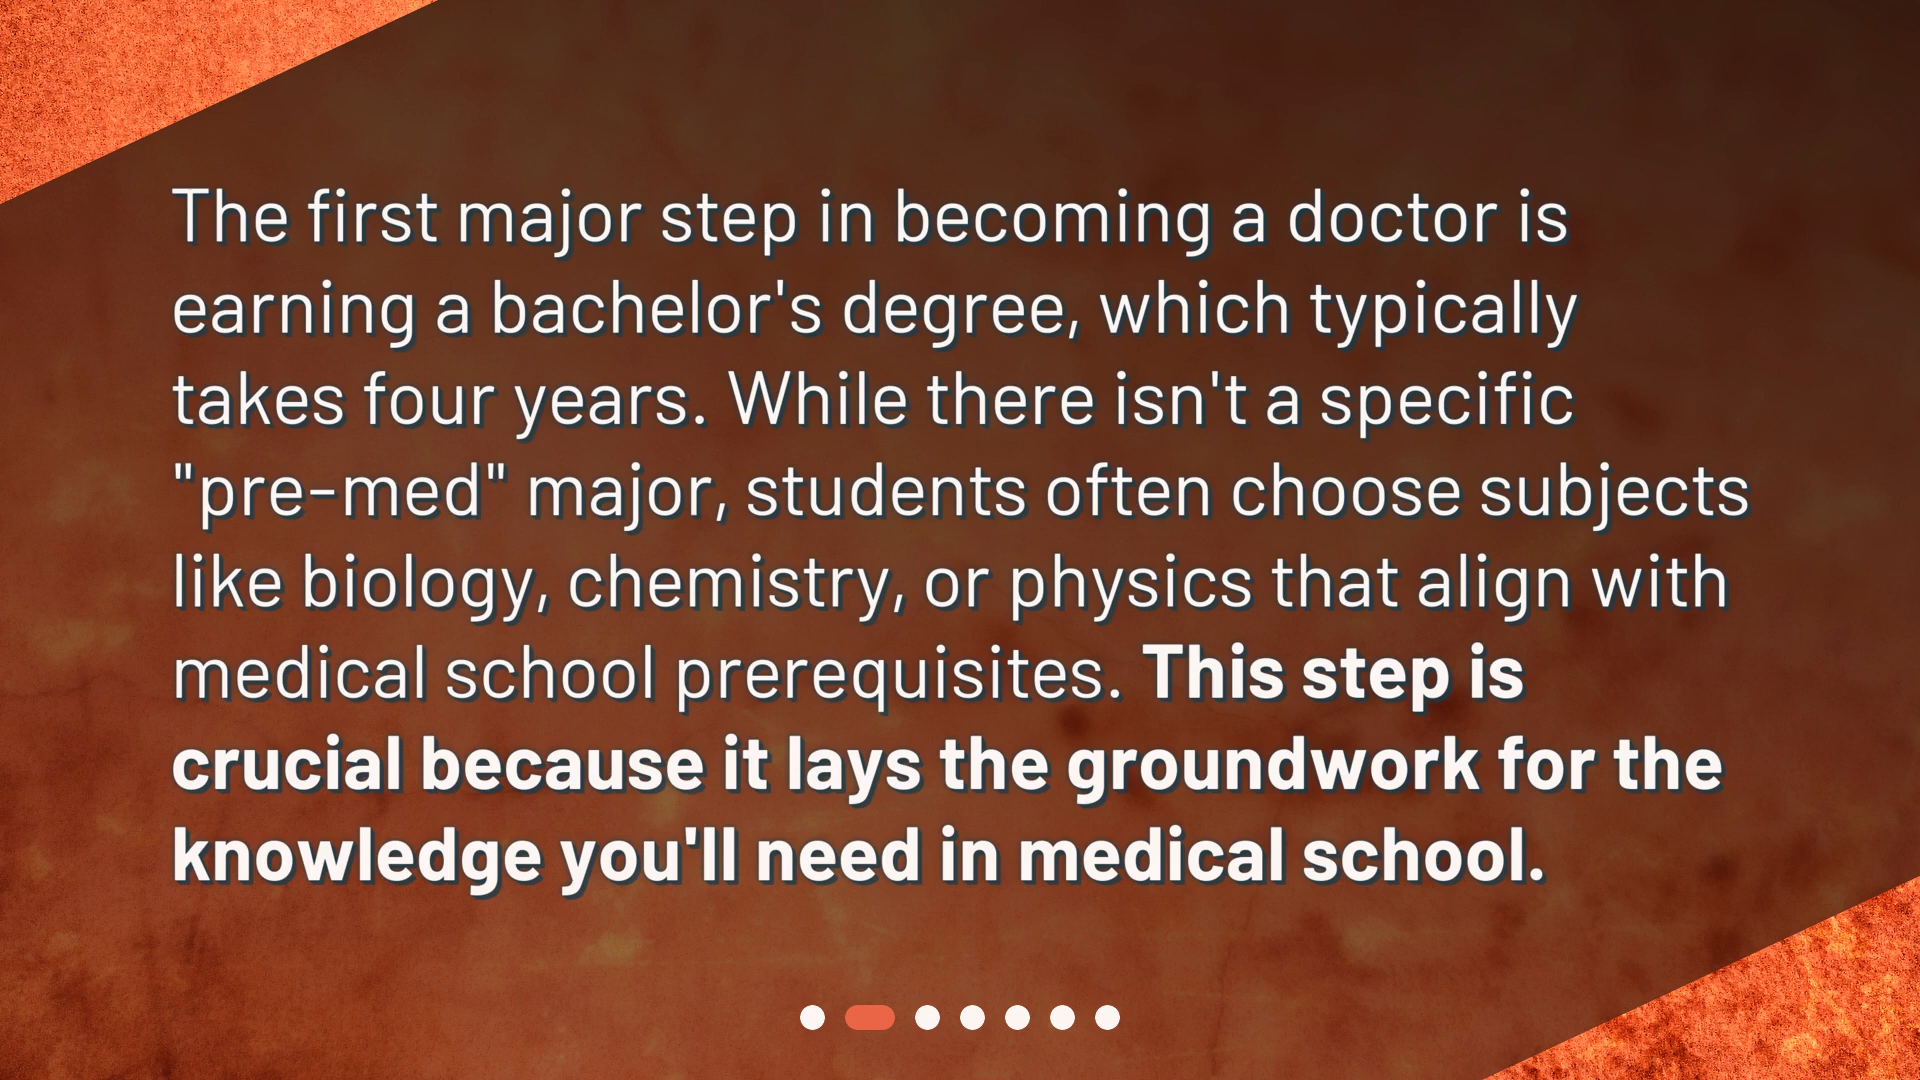 The first major step in becoming a doctor is
earning a bachelor's degree, which typically
takes four years. While there isn't a specific
"pre-med" major, students often choose subjects
like biology, chemistry, or physics that align with
medical school prerequisites. This step is
crucial because it lays the groundwork for the
knowledge you'll need in medical school.